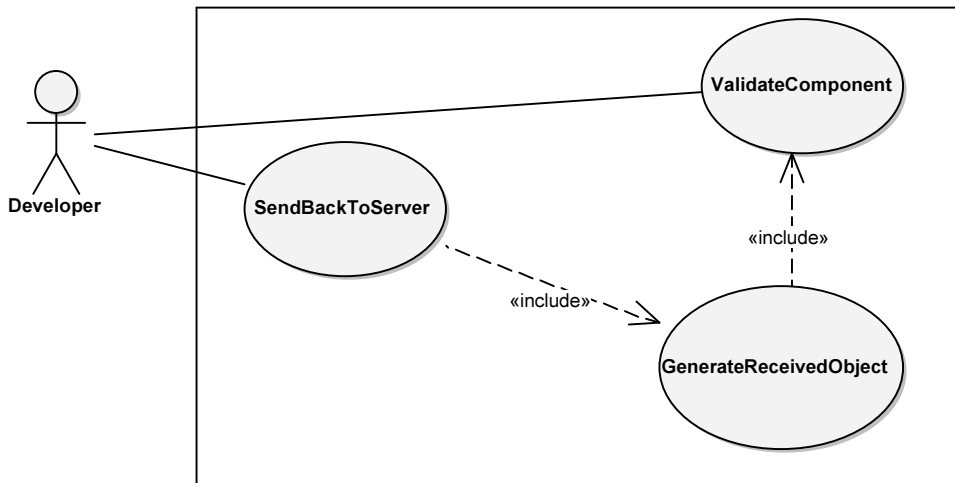 ValidateComponent
Developer
SendBackToServer
«include»
«include»
GenerateReceivedObject